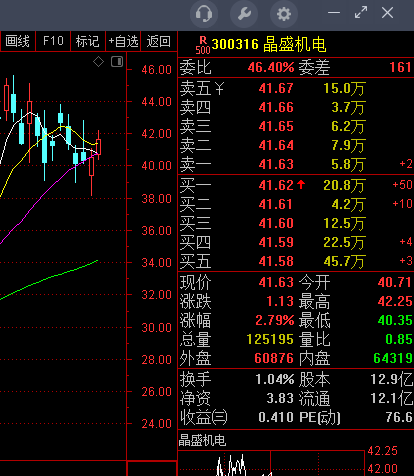 画线 F10 标记 +自选 返回
R 500 300316 晶盛机电
委比 46.40% 委差 161
卖五 ¥ 41.67 15.0万
卖四 41.66 3.7万
卖三 41.65 6.2万
卖二 41.64 7.9万
卖一 41.63 5.8万 +2
买一 41.62 ↑ 20.8万 +50
买二 41.61 4.2万 +10
买三 41.60 12.5万
买四 41.59 22.5万 +4
买五 41.58 45.7万 +3
现价 41.63 今开 40.71
涨跌 1.13 最高 42.25
涨幅 2.79% 最低 40.35
总量 125195 量比 0.85
外盘 60876 内盘 64319
换手 1.04% 股本 12.9亿
净资 3.83 流通 12.1亿
收益㈢ 0.410 PE(动) 76.6
晶盛机电
42.25
42.00
46.00
44.00
42.00
40.00
38.00
36.00
34.00
32.00
30.00
28.00
26.00
24.00